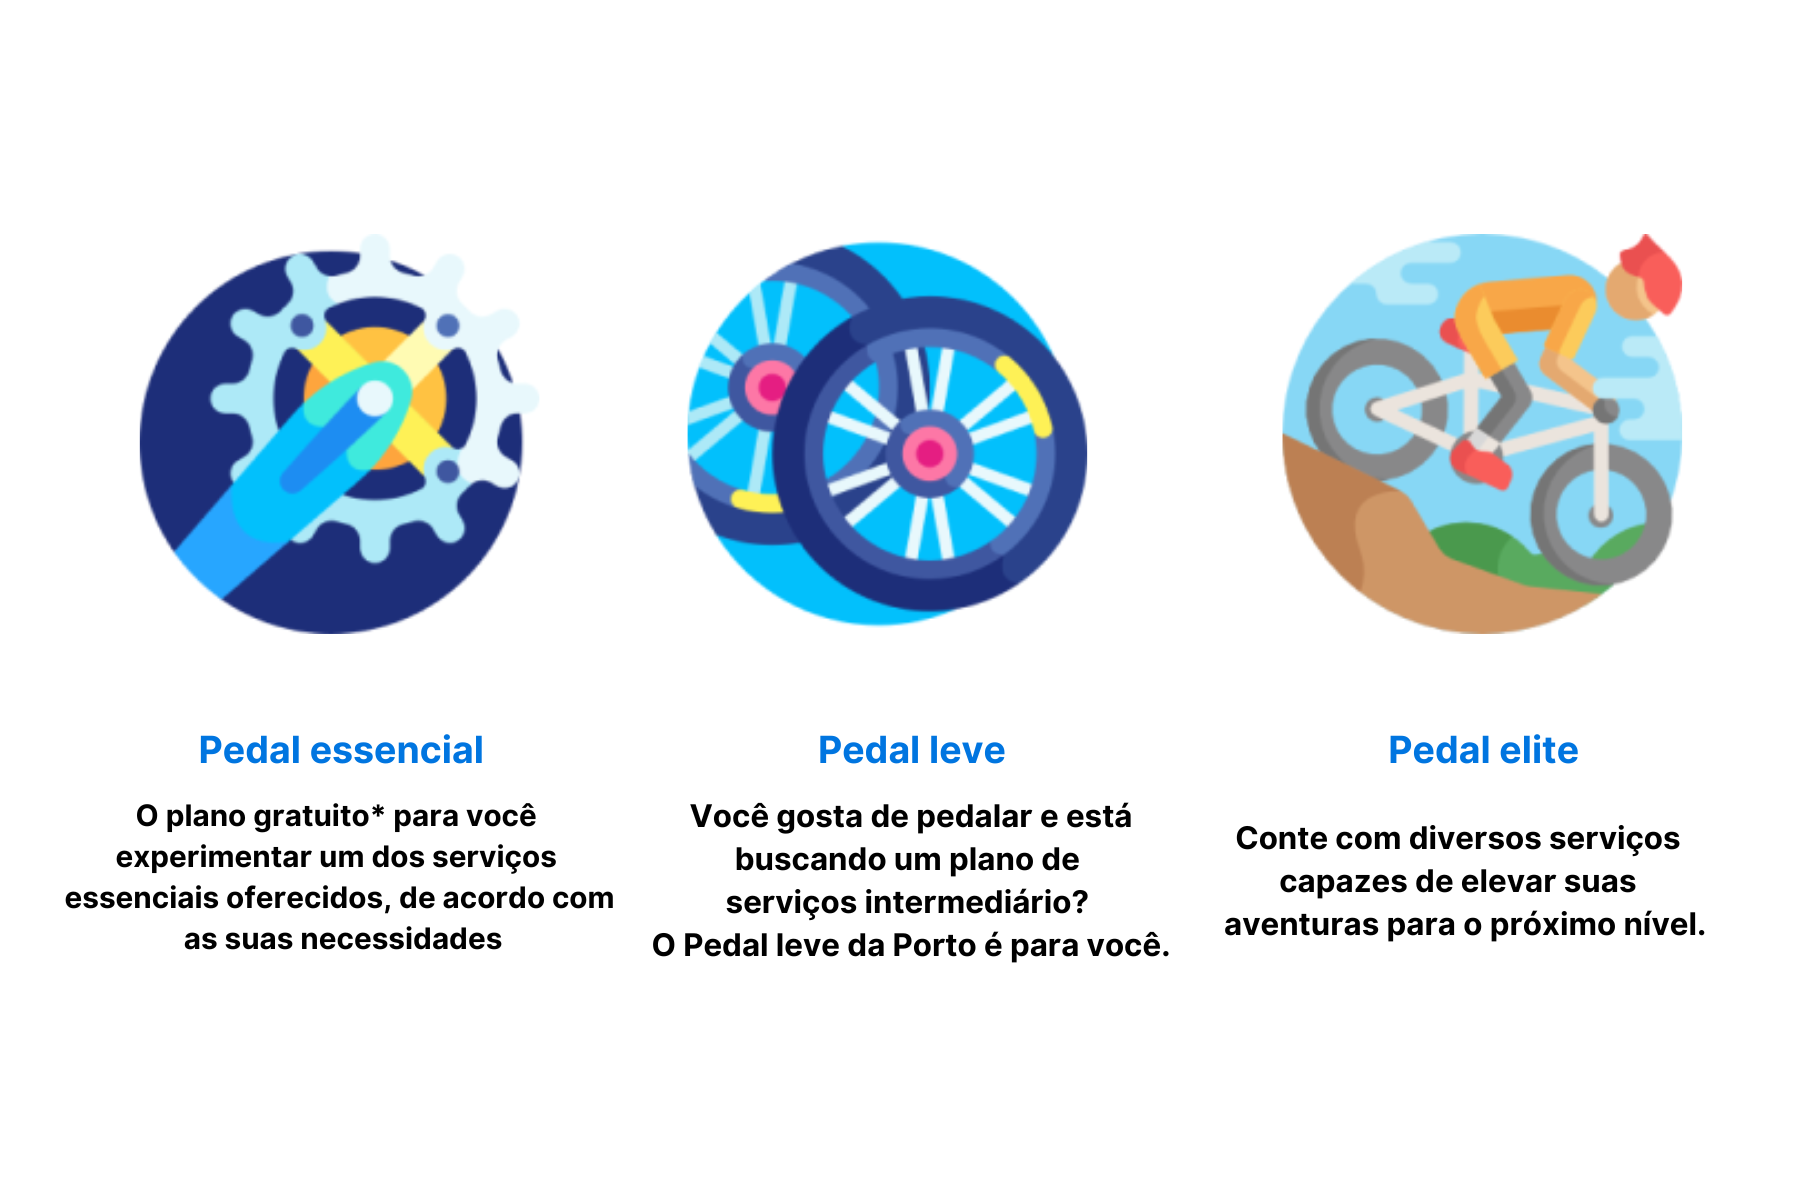 Pedal essencial
O plano gratuito* para você
experimentar um dos serviços
essenciais oferecidos, de acordo com
as suas necessidades
Pedal leve
Você gosta de pedalar e está
buscando um plano de
serviços intermediário?
O Pedal leve da Porto é para você.
Pedal elite
Conte com diversos serviços
capazes de elevar suas
aventuras para o próximo nível.